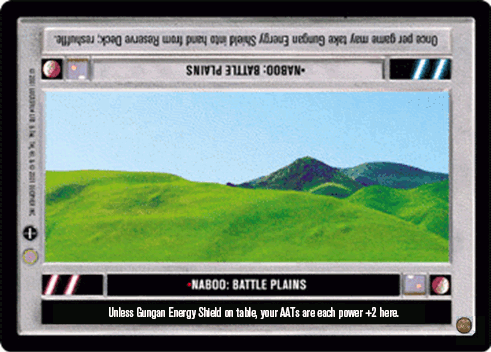 Once per game may take Gungan Energy Shield into hand from Reserve Deck; reshuffle.
•NABOO: BATTLE PLAINS
•NABOO: BATTLE PLAINS
Unless Gungan Energy Shield on table, your AATs are each power +2 here.